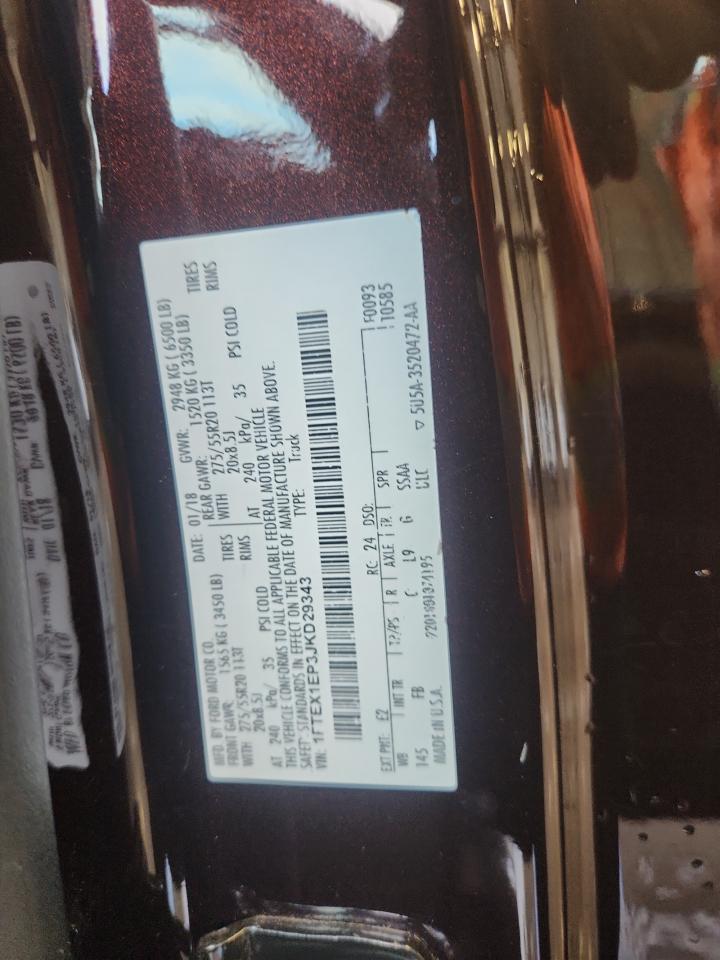 MFD. BY FORD MOTOR CO.
DATE: 01/18 GVWR: 2948 KG ( 6500 LB)
FRONT GAWR: 1565 KG ( 3450 LB) REAR GAWR: 1520 KG ( 3350 LB)
WITH 275/55R20 113T TIRES WITH 275/55R20 113T TIRES
20x8.5J RIMS 20x8.5J RIMS
AT 240 kPa/ 35 PSI COLD AT 240 kPa/ 35 PSI COLD
THIS VEHICLE CONFORMS TO ALL APPLICABLE FEDERAL MOTOR VEHICLE
SAFETY STANDARDS IN EFFECT ON THE DATE OF MANUFACTURE SHOWN ABOVE.
VIN: 1FTEX1EP3JKD29343 TYPE: Truck
F0093
EXT PNT: E2 RC: 24 DSO: 10585
WB INT TR TP/PS R AXLE TR SPR
145 FB C L9 G SSAA
MADE IN U.S.A. ULC
▽ 5U5A-3520472-AA